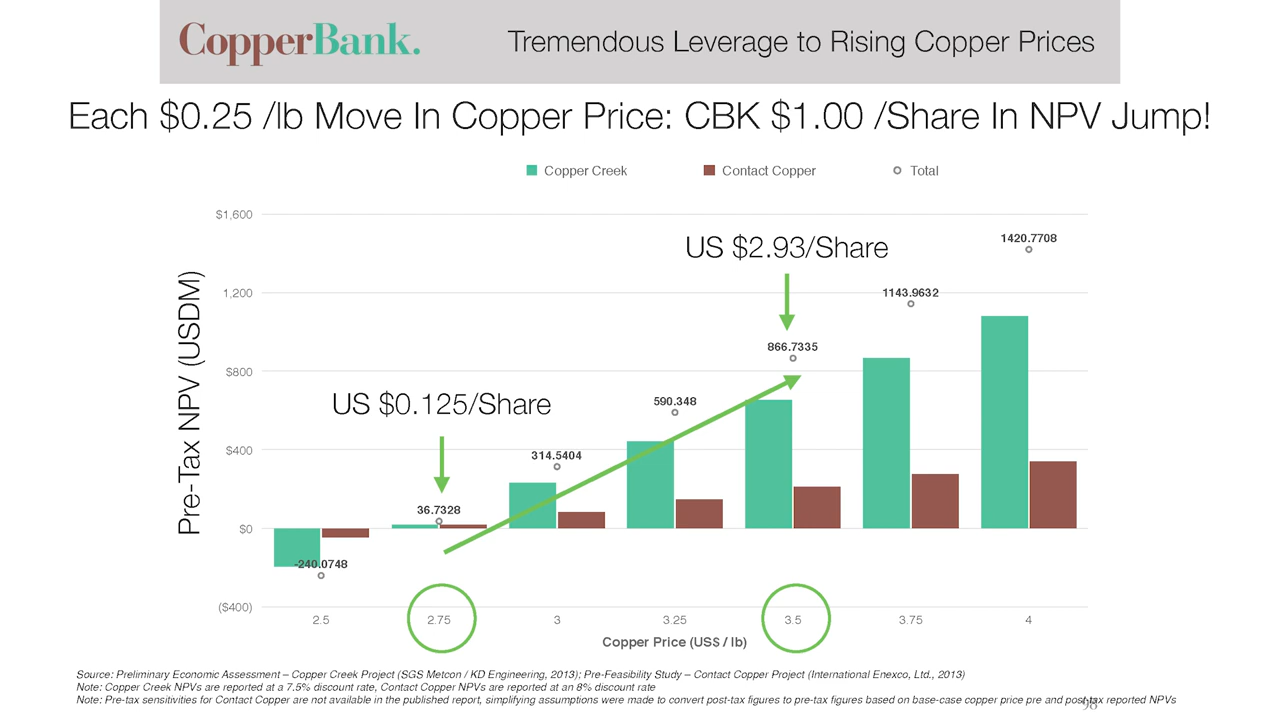 CopperBank.
Tremendous Leverage to Rising Copper Prices
Each $0.25 /lb Move In Copper Price: CBK $1.00 /Share In NPV Jump!
Copper Creek
Contact Copper
Total
Pre-Tax NPV (USDM)
$1,600
1,200
$800
$400
$0
($400)
US $2.93/Share
US $0.125/Share
-240.0748
36.7328
314.5404
590.348
866.7335
1143.9632
1420.7708
2.5
2.75
3
3.25
3.5
3.75
4
Copper Price (US$ / lb)
Source: Preliminary Economic Assessment – Copper Creek Project (SGS Metcon / KD Engineering, 2013); Pre-Feasibility Study – Contact Copper Project (International Enexco, Ltd., 2013)
Note: Copper Creek NPVs are reported at a 7.5% discount rate, Contact Copper NPVs are reported at an 8% discount rate
Note: Pre-tax sensitivities for Contact Copper are not available in the published report, simplifying assumptions were made to convert post-tax figures to pre-tax figures based on base-case copper price pre and post-tax reported NPVs